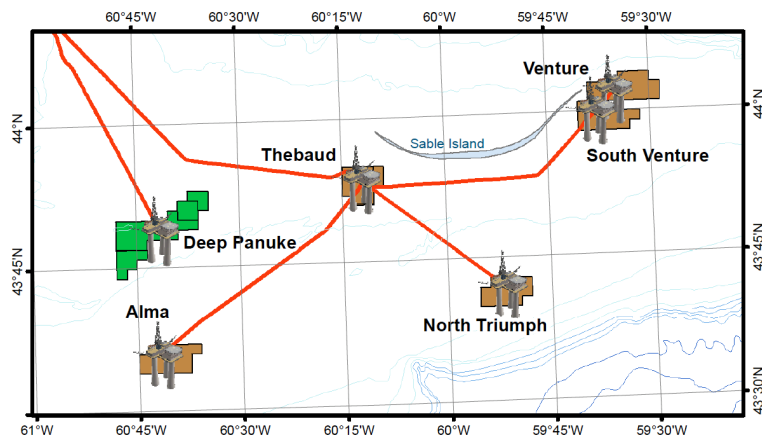 60°45'W 60°30'W 60°15'W 60°0'W 59°45'W 59°30'W
Venture
44°N
44°N
Sable Island
Thebaud
South Venture
Deep Panuke
43°45'N
43°45'N
Alma
North Triumph
43°30'N
61°W 60°45'W 60°30'W 60°15'W 60°0'W 59°45'W 59°30'W